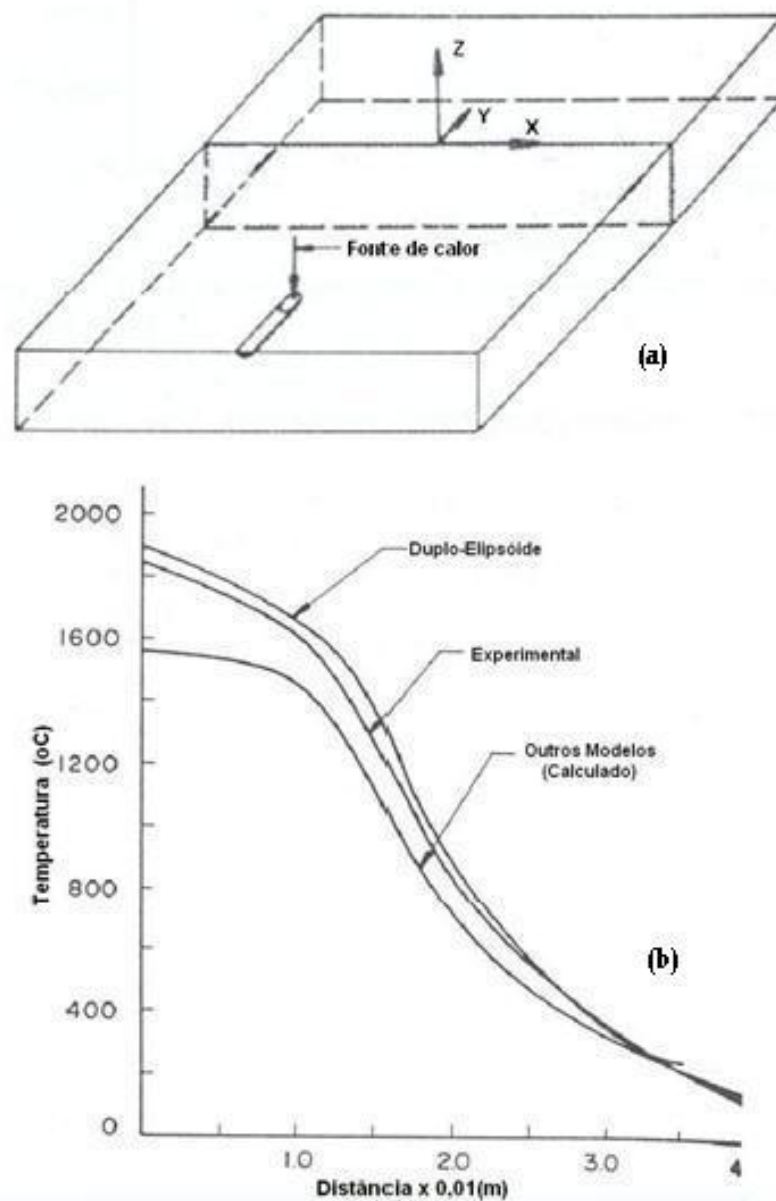 Z
Y
X
Fonte de calor
(a)
2000
1600
1200
800
400
0
Temperatura (oC)
Duplo-Elipsóide
Experimental
Outros Modelos
(Calculado)
(b)
1.0
2.0
3.0
4
Distância x 0,01(m)